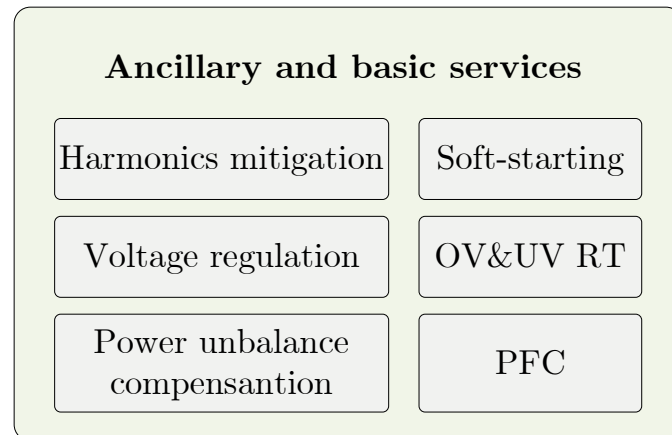 Ancillary and basic services
Harmonics mitigation
Soft-starting
Voltage regulation
OV&UV RT
Power unbalance
compensantion
PFC